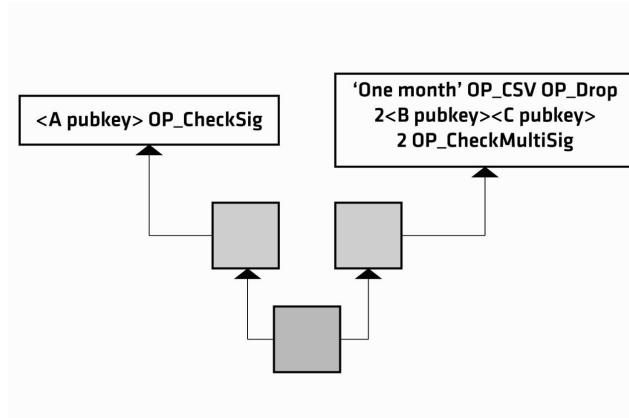 <A pubkey> OP_CheckSig
‘One month’ OP_CSV OP_Drop
2<B pubkey><C pubkey>
2 OP_CheckMultiSig